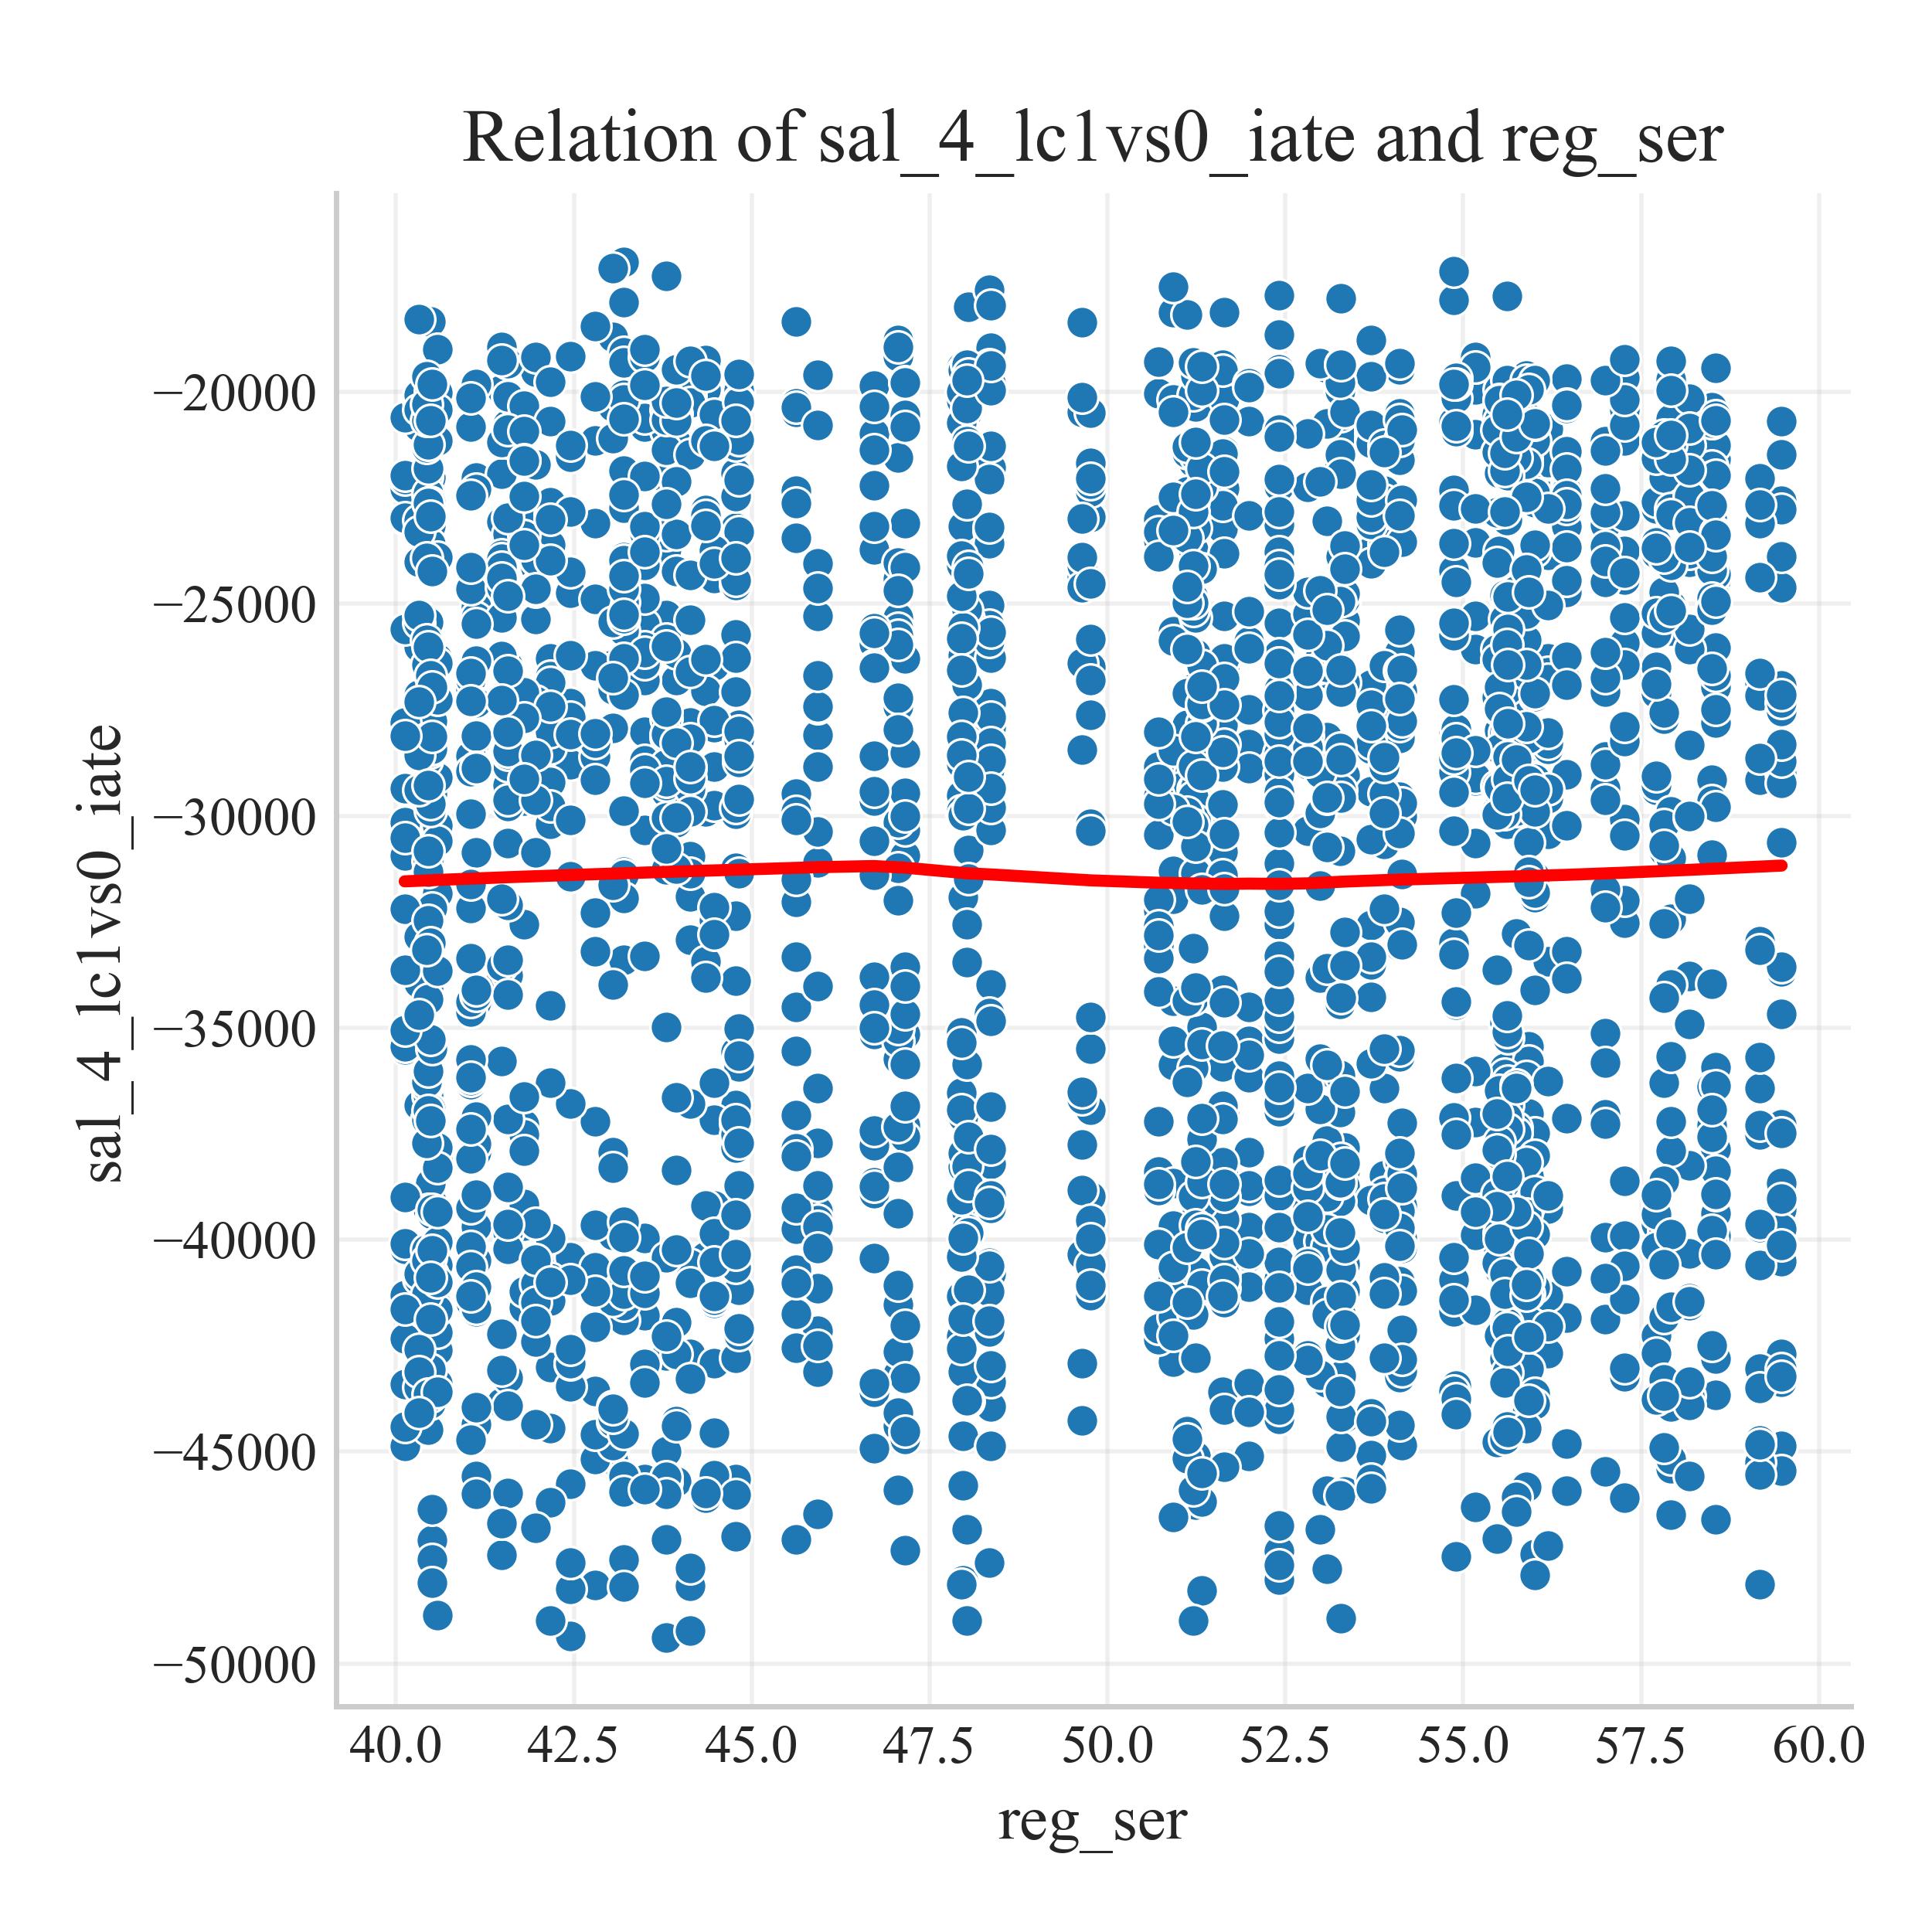 Relation of sal_4_lc1vs0_iate and reg_ser
sal_4_lc1vs0_iate
−20000
−25000
−30000
−35000
−40000
−45000
−50000
40.0 42.5 45.0 47.5 50.0 52.5 55.0 57.5 60.0
reg_ser